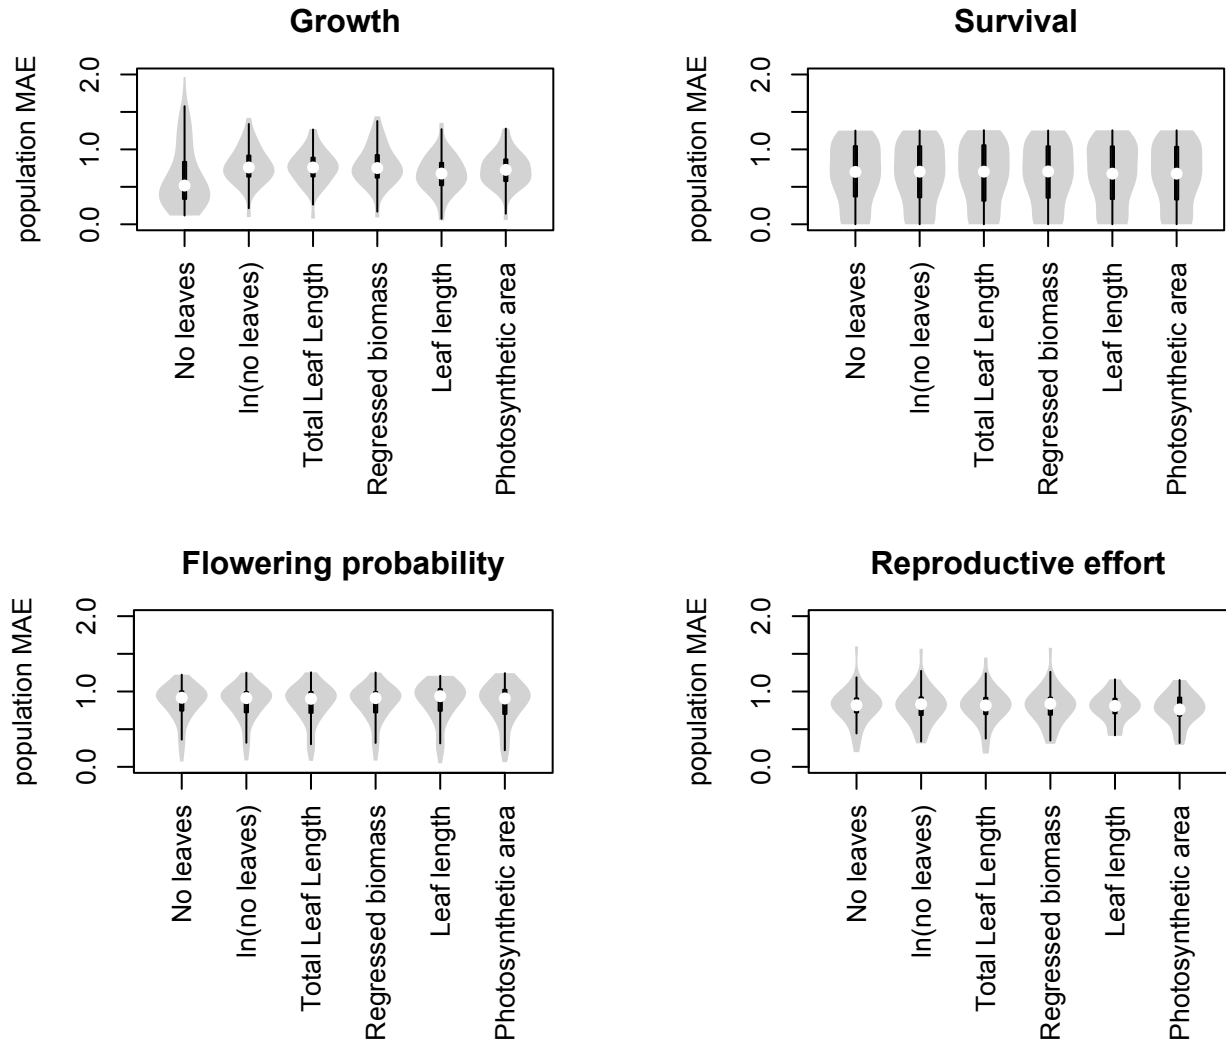 Growth
population MAE
2.0
1.0
0.0
No leaves
ln(no leaves)
Total Leaf Length
Regressed biomass
Leaf length
Photosynthetic area
Survival
population MAE
2.0
1.0
0.0
No leaves
ln(no leaves)
Total Leaf Length
Regressed biomass
Leaf length
Photosynthetic area
Flowering probability
population MAE
2.0
1.0
0.0
No leaves
ln(no leaves)
Total Leaf Length
Regressed biomass
Leaf length
Photosynthetic area
Reproductive effort
population MAE
2.0
1.0
0.0
No leaves
ln(no leaves)
Total Leaf Length
Regressed biomass
Leaf length
Photosynthetic area